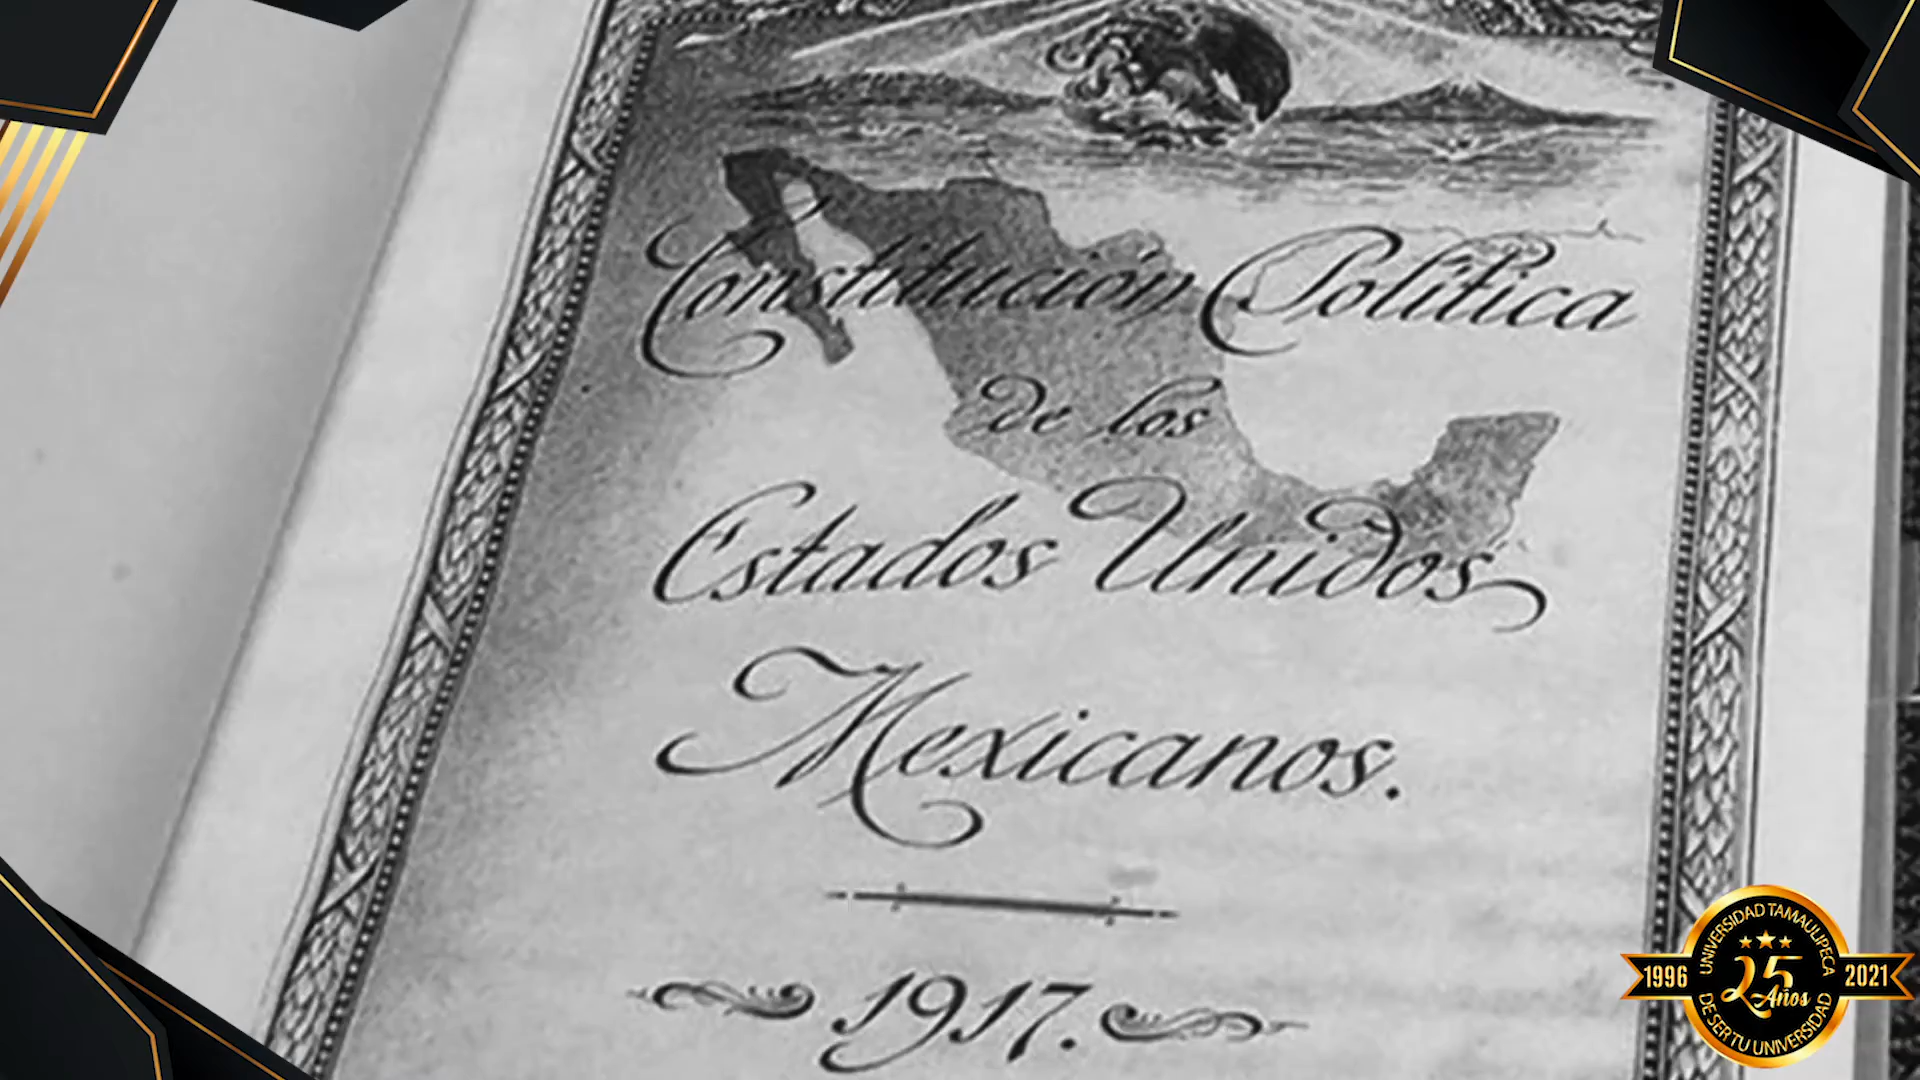 Constitución Política
de los
Estados Unidos
Mexicanos.
1917.
UNIVERSIDAD TAMAULIPECA
1996
25
Años
2021
DE SER TU UNIVERSIDAD